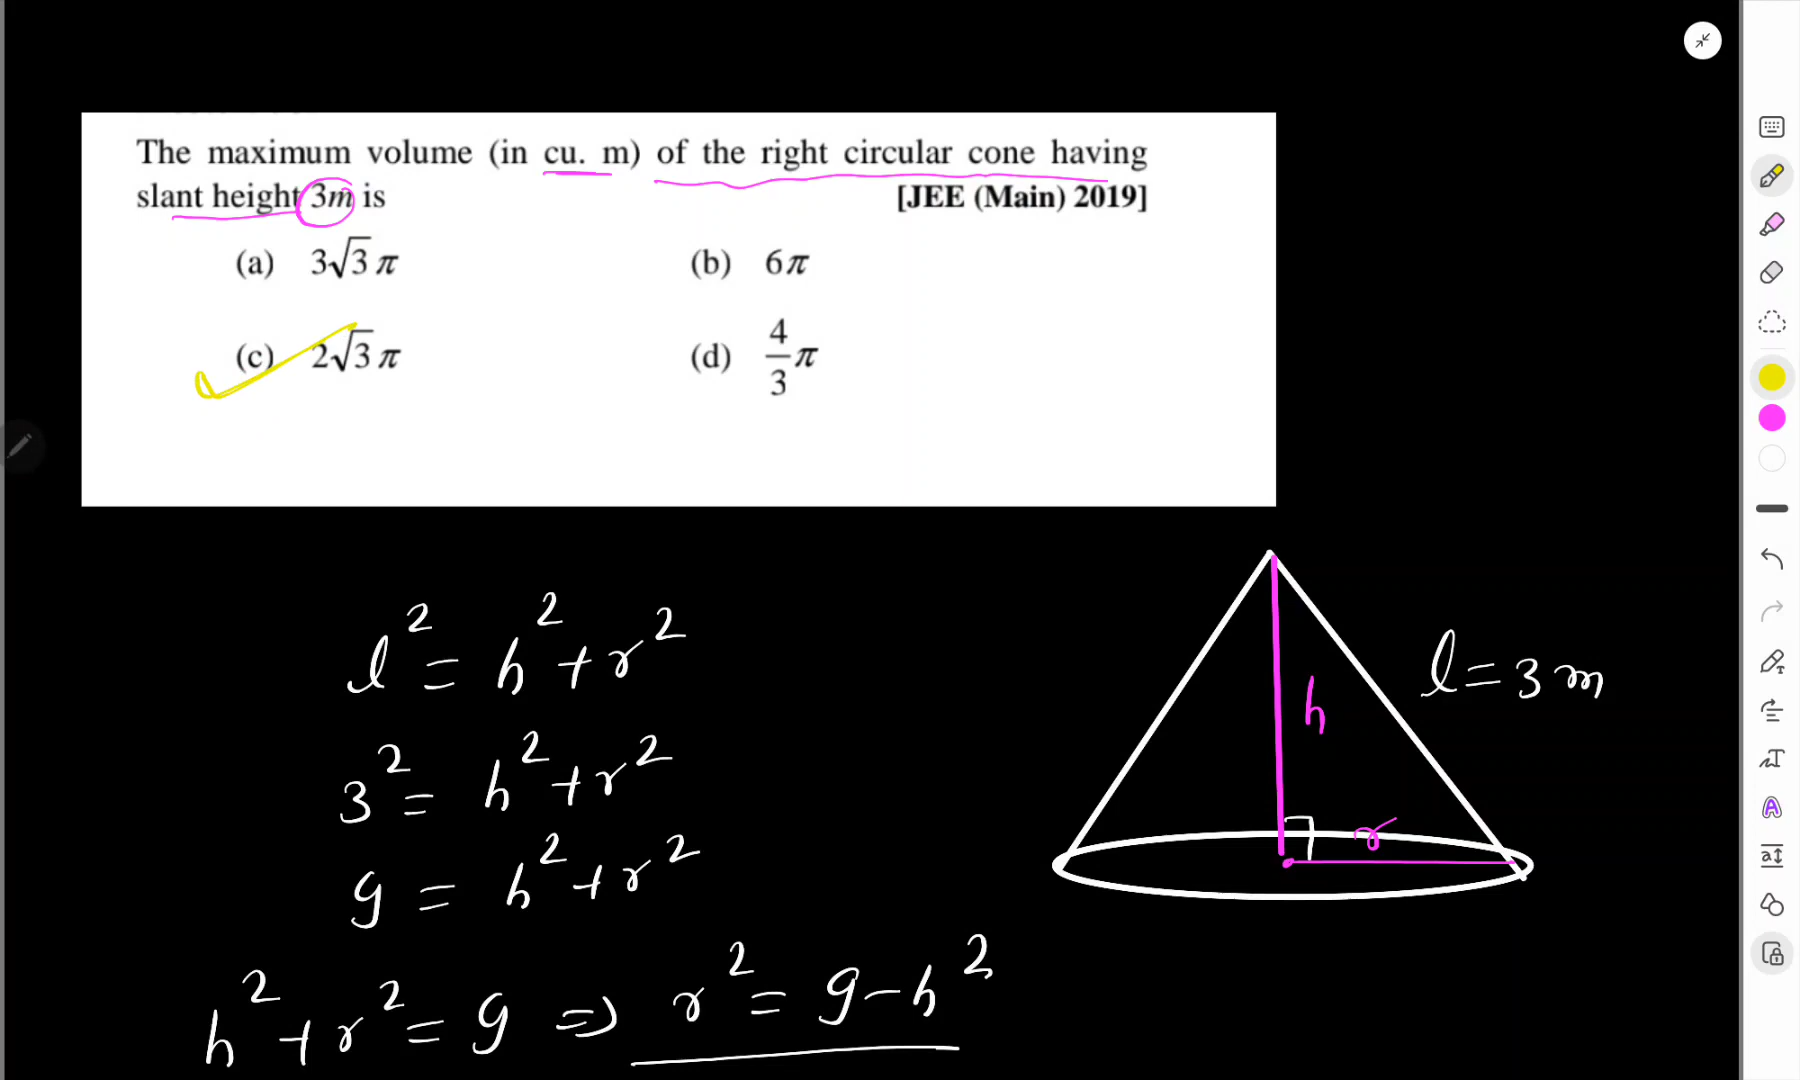 The maximum volume (in cu. m) of the right circular cone having
slant height 3m is [JEE (Main) 2019]
(a) 3√3 π (b) 6π
(c) 2√3 π (d) 4/3 π
l² = h² + r²
3² = h² + r²
9 = h² + r²
h² + r² = 9 ⇒ r² = 9 - h²
l = 3 m
h
r